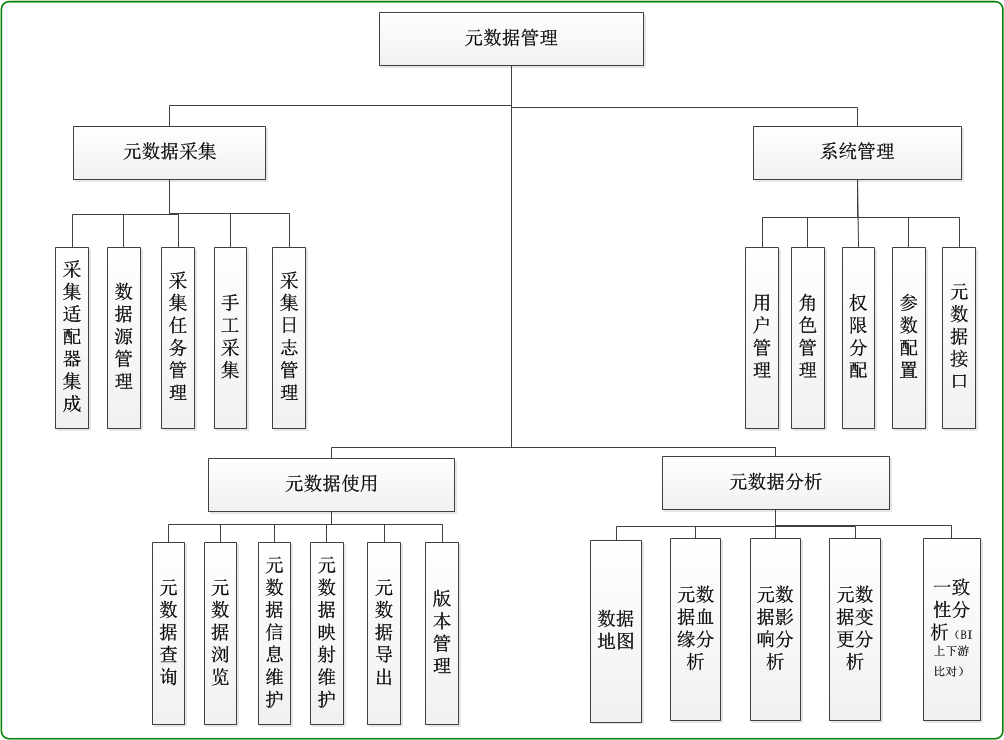 元数据管理
元数据采集
系统管理
采集适配器集成
数据源管理
采集任务管理
手工采集
采集日志管理
用户管理
角色管理
权限分配
参数配置
元数据接口
元数据使用
元数据分析
元数据查询
元数据浏览
元数据信息维护
元数据映射维护
元数据导出
版本管理
数据
地图
元数
据血
缘分
析
元数
据影
响分
析
元数
据变
更分
析
一致
性分
析（BI
上下游
比对）